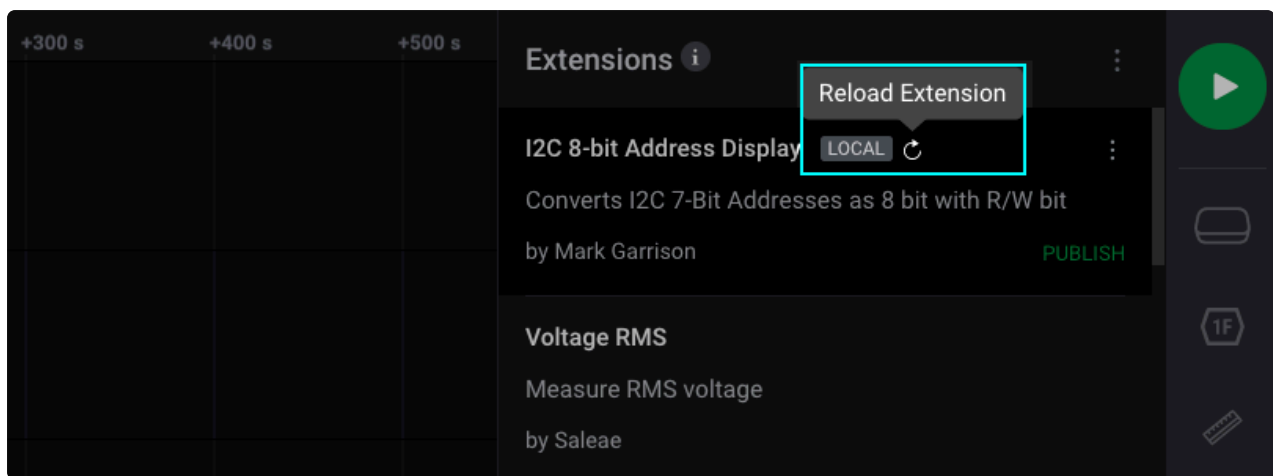 +300 s +400 s +500 s
Extensions i
Reload Extension
I2C 8-bit Address Display LOCAL
Converts I2C 7-Bit Addresses as 8 bit with R/W bit
by Mark Garrison PUBLISH
1F
Voltage RMS
Measure RMS voltage
by Saleae